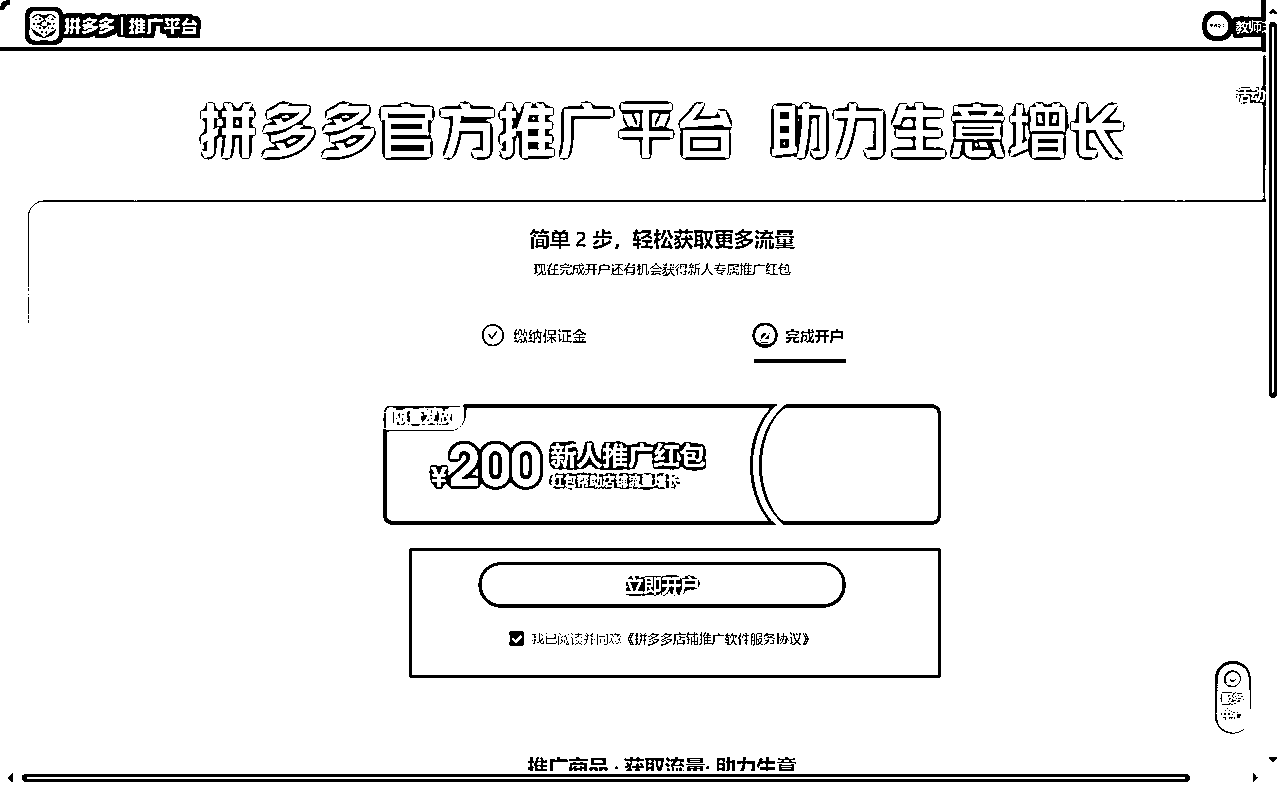 拼多多 | 推广平台
教师
活动
拼多多官方推广平台 助力生意增长
简单 2 步，轻松获取更多流量
现在完成开户还有机会获得新人专属推广红包
缴纳保证金
完成开户
限量发放
¥200 新人推广红包
红包帮助店铺流量增长
立即开户
我已阅读并同意《拼多多店铺推广软件服务协议》
推广商品·获取流量·助力生意